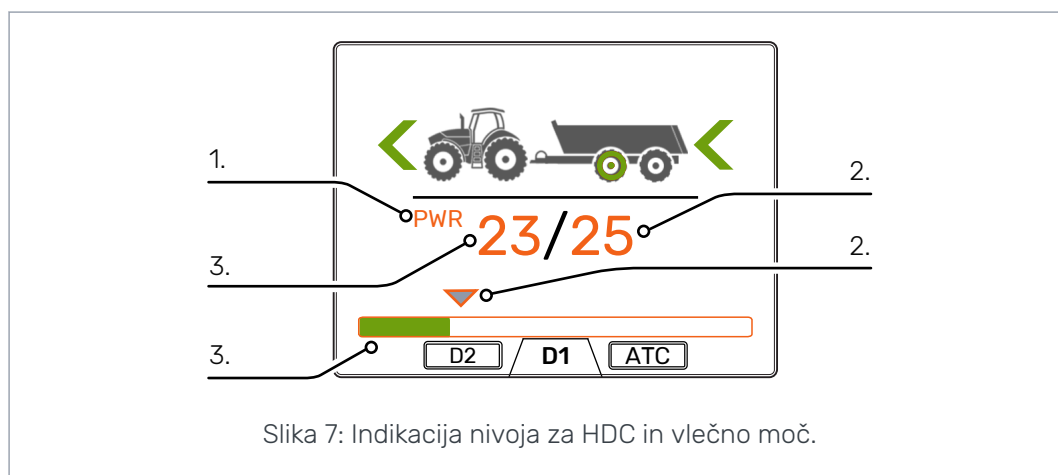 1.
2.
PWR 23/25
3.
2.
3.
D2 D1 ATC
Slika 7: Indikacija nivoja za HDC in vlečno moč.